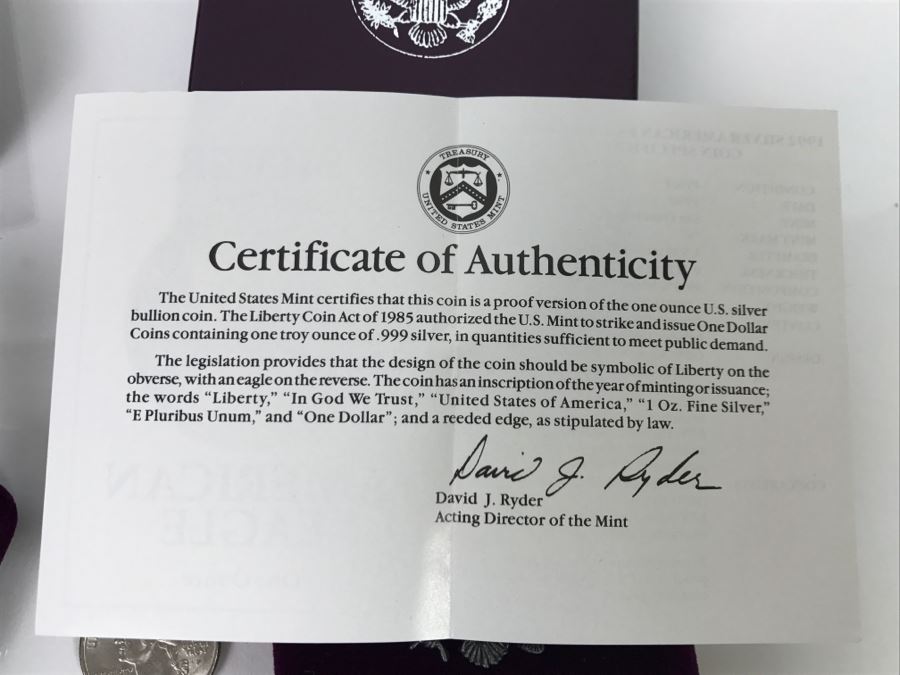 TREASURY
UNITED STATES MINT
Certificate of Authenticity
The United States Mint certifies that this coin is a proof version of the one ounce U.S. silver
bullion coin. The Liberty Coin Act of 1985 authorized the U.S. Mint to strike and issue One Dollar
Coins containing one troy ounce of .999 silver, in quantities sufficient to meet public demand.
The legislation provides that the design of the coin should be symbolic of Liberty on the
obverse, with an eagle on the reverse. The coin has an inscription of the year of minting or issuance;
the words “Liberty,” “In God We Trust,” “United States of America,” “1 Oz. Fine Silver,”
“E Pluribus Unum,” and “One Dollar”; and a reeded edge, as stipulated by law.
David J. Ryder
David J. Ryder
Acting Director of the Mint